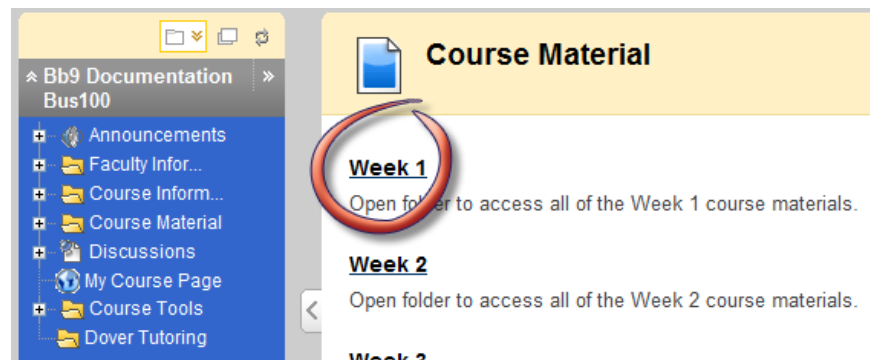 Bb9 Documentation
Bus100
Announcements
Faculty Infor...
Course Inform...
Course Material
Discussions
My Course Page
Course Tools
Dover Tutoring
Course Material
Week 1
Open folder to access all of the Week 1 course materials.
Week 2
Open folder to access all of the Week 2 course materials.
Week 3